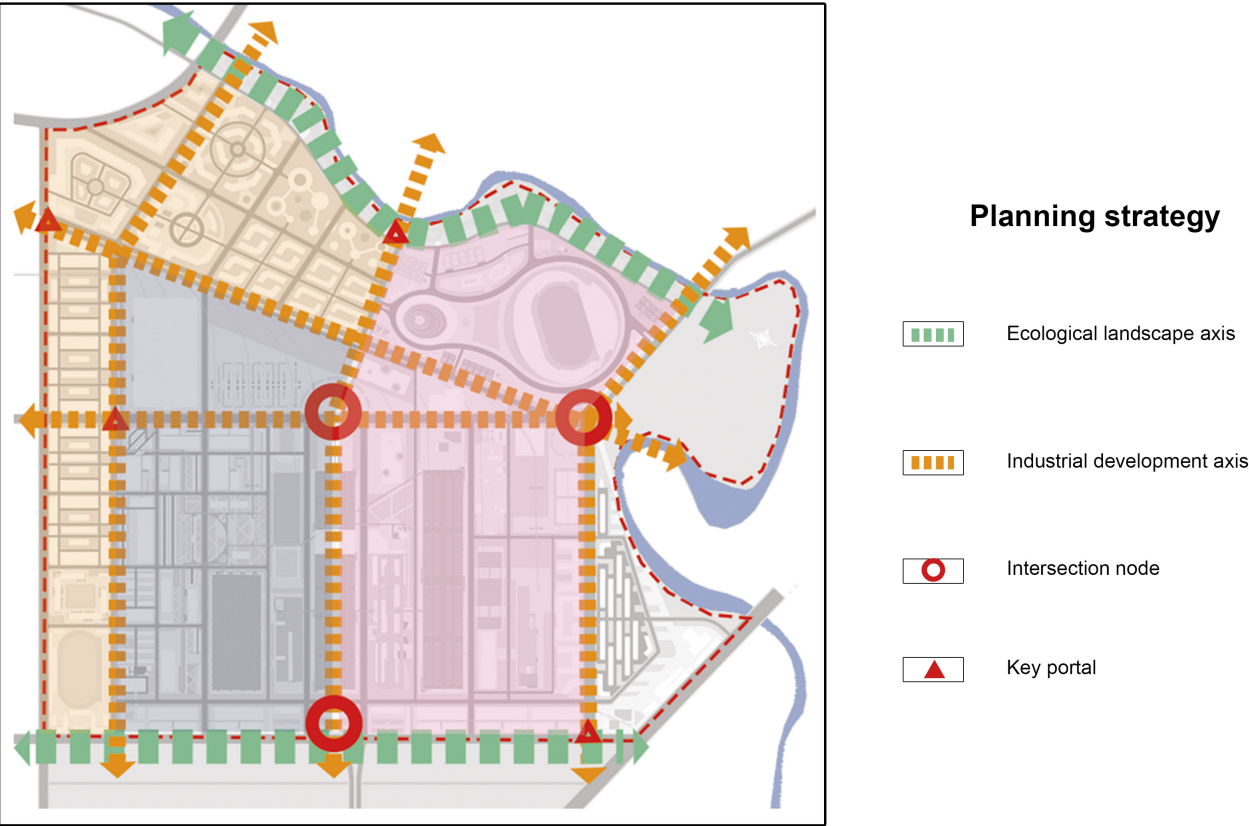 Planning strategy
Ecological landscape axis
Industrial development axis
Intersection node
Key portal